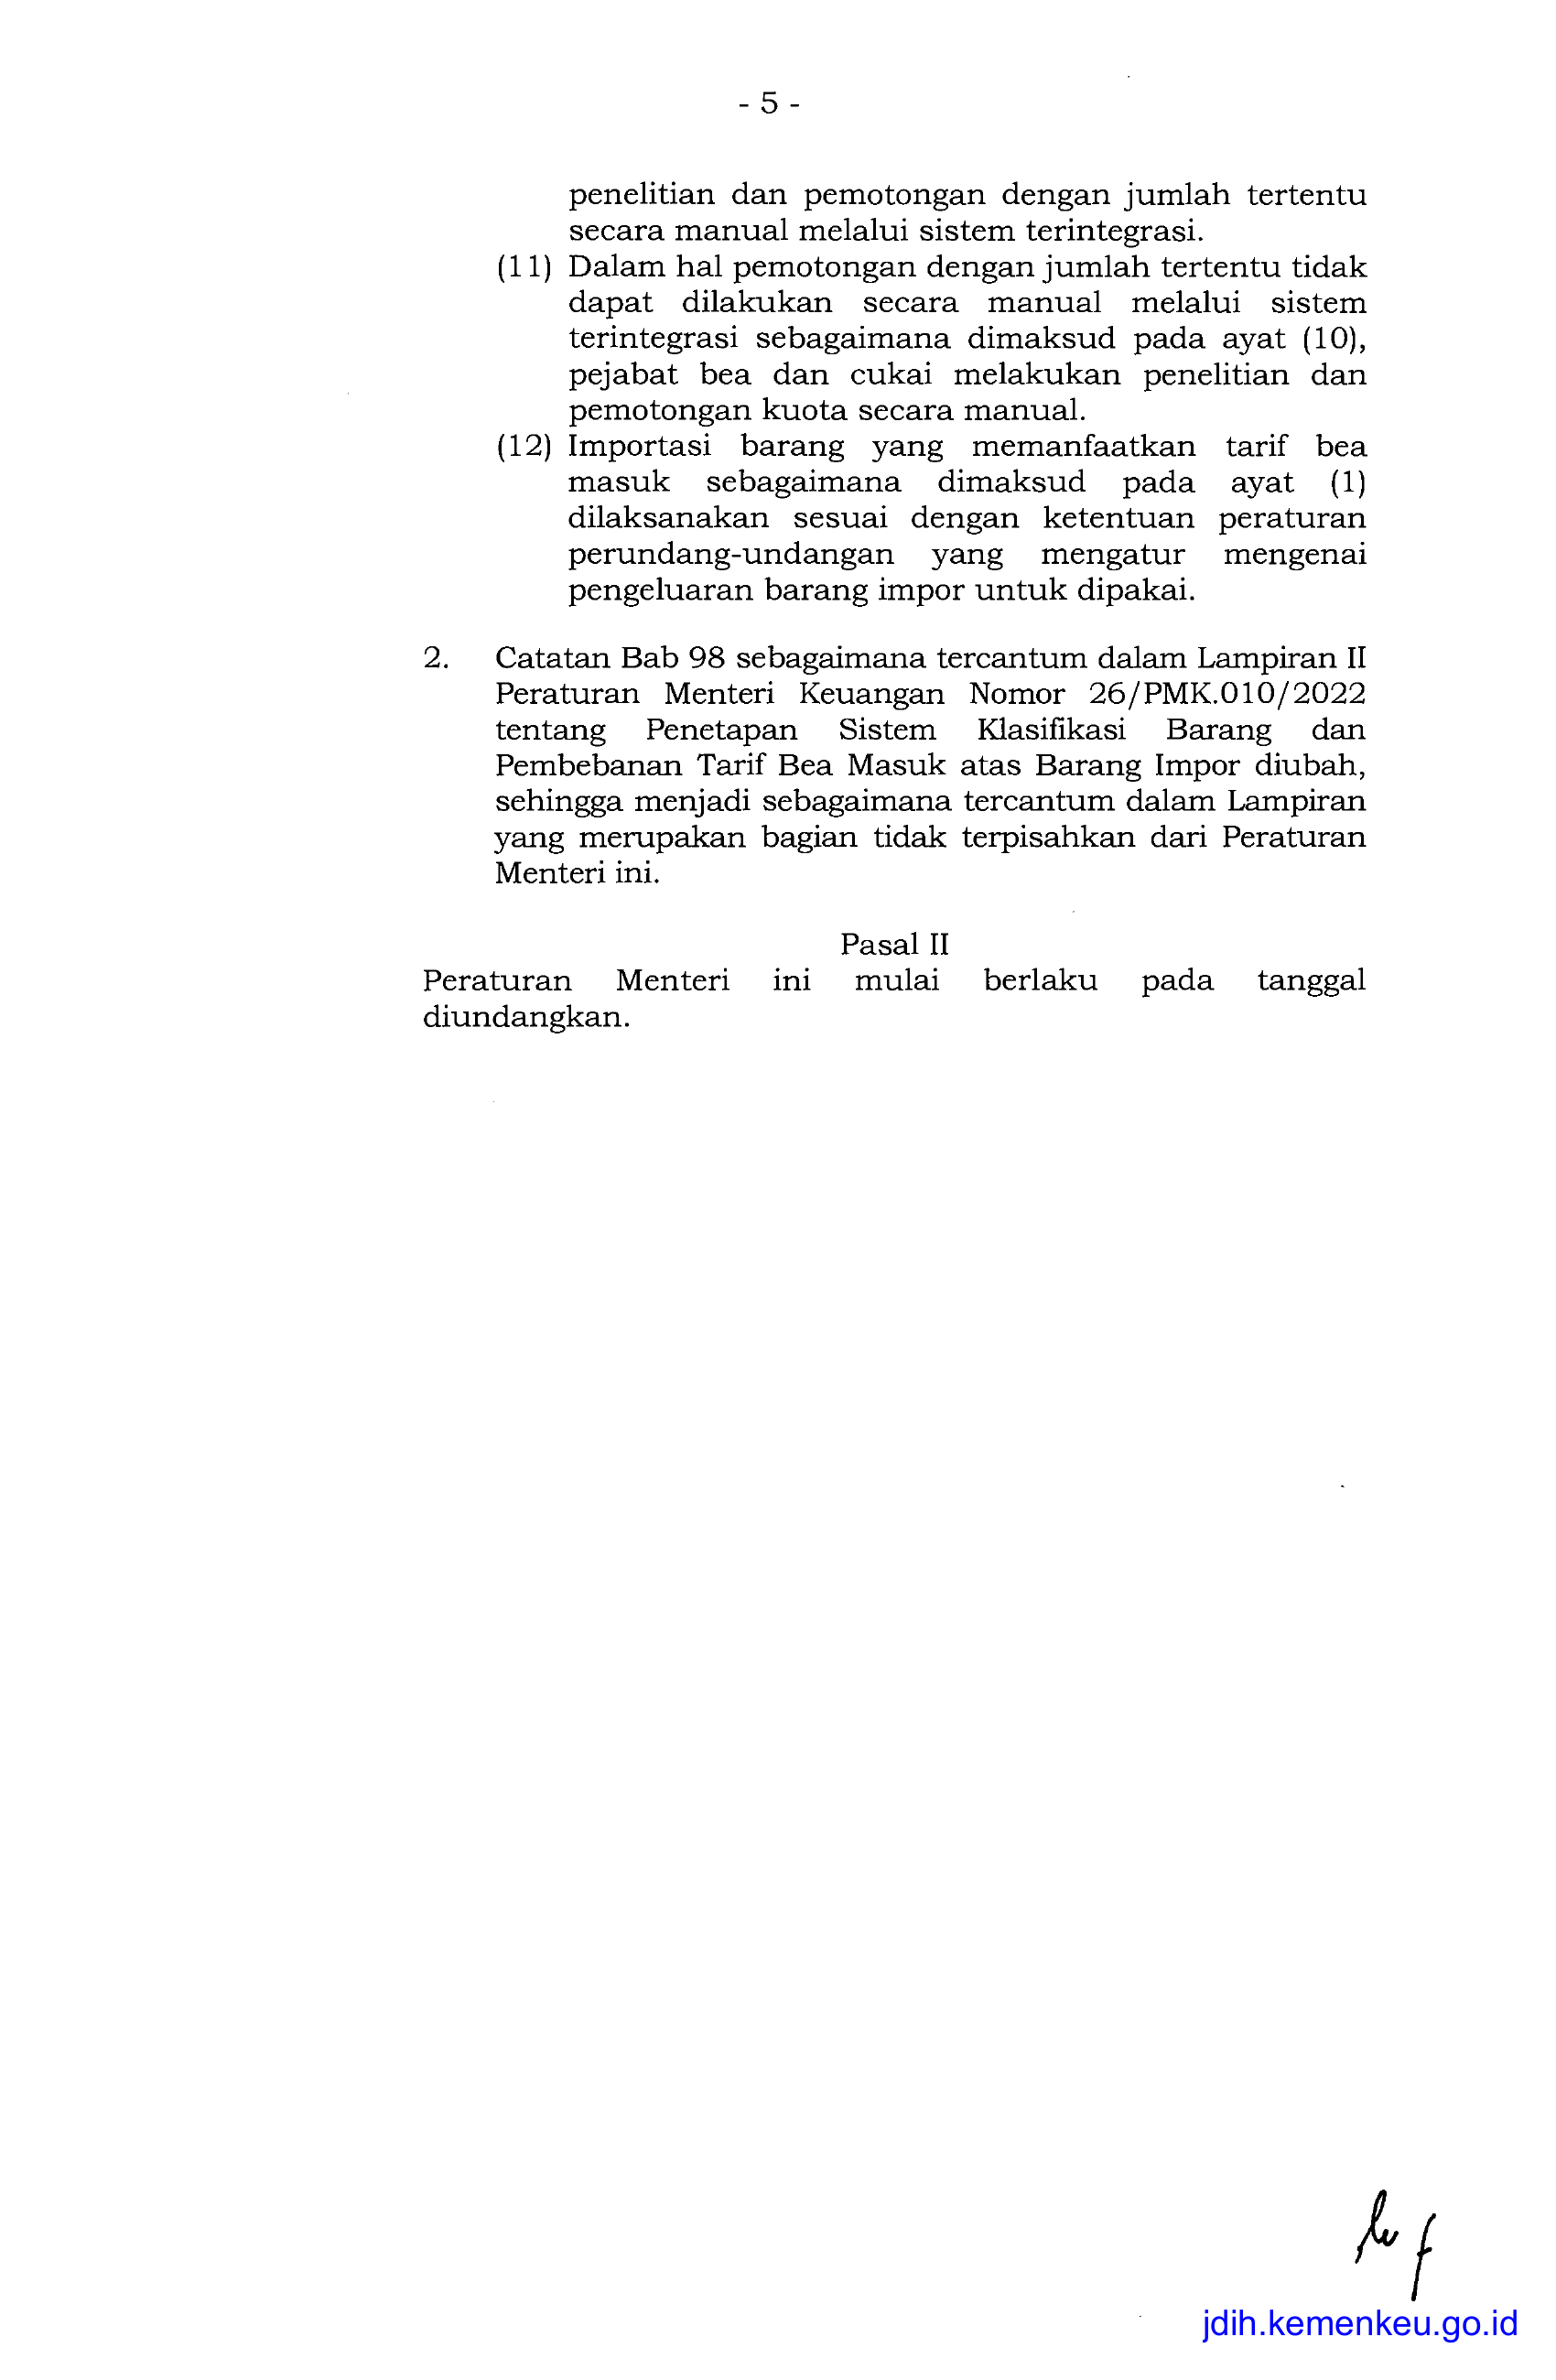 - 5 -
penelitian dan pemotongan dengan jumlah tertentu
secara manual melalui sistem terintegrasi.
(11) Dalam hal pemotongan dengan jumlah tertentu tidak
dapat dilakukan secara manual melalui sistem
terintegrasi sebagaimana dimaksud pada ayat (10),
pejabat bea dan cukai melakukan penelitian dan
pemotongan kuota secara manual.
(12) Importasi barang yang memanfaatkan tarif bea
masuk sebagaimana dimaksud pada ayat (1)
dilaksanakan sesuai dengan ketentuan peraturan
perundang-undangan yang mengatur mengenai
pengeluaran barang impor untuk dipakai.
2. Catatan Bab 98 sebagaimana tercantum dalam Lampiran II
Peraturan Menteri Keuangan Nomor 26/PMK.010/2022
tentang Penetapan Sistem Klasifikasi Barang dan
Pembebanan Tarif Bea Masuk atas Barang Impor diubah,
sehingga menjadi sebagaimana tercantum dalam Lampiran
yang merupakan bagian tidak terpisahkan dari Peraturan
Menteri ini.
Pasal II
Peraturan Menteri ini mulai berlaku pada tanggal
diundangkan.
jdih.kemenkeu.go.id